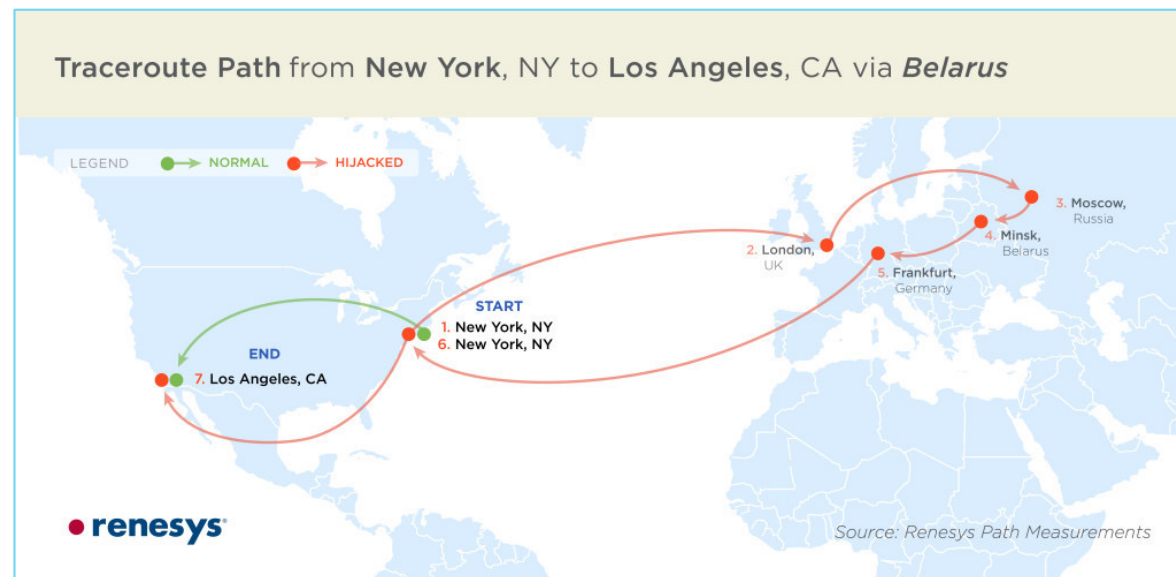 Traceroute Path from New York, NY to Los Angeles, CA via Belarus
LEGEND
NORMAL
HIJACKED
3. Moscow,
Russia
2. London,
UK
4. Minsk,
Belarus
5. Frankfurt,
Germany
START
1. New York, NY
6. New York, NY
END
7. Los Angeles, CA
renesys
Source: Renesys Path Measurements